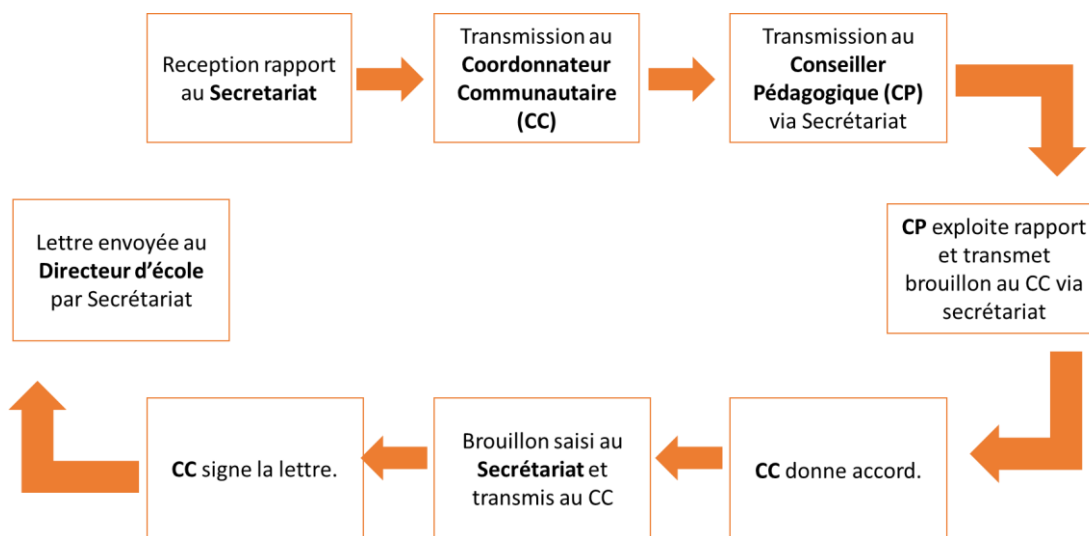 Reception rapport
au Secretariat
Transmission au
Coordonnateur
Communautaire
(CC)
Transmission au
Conseiller
Pédagogique (CP)
via Secrétariat
CP exploite rapport
et transmet
brouillon au CC via
secrétariat
CC donne accord.
Brouillon saisi au
Secrétariat et
transmis au CC
CC signe la lettre.
Lettre envoyée au
Directeur d’école
par Secrétariat